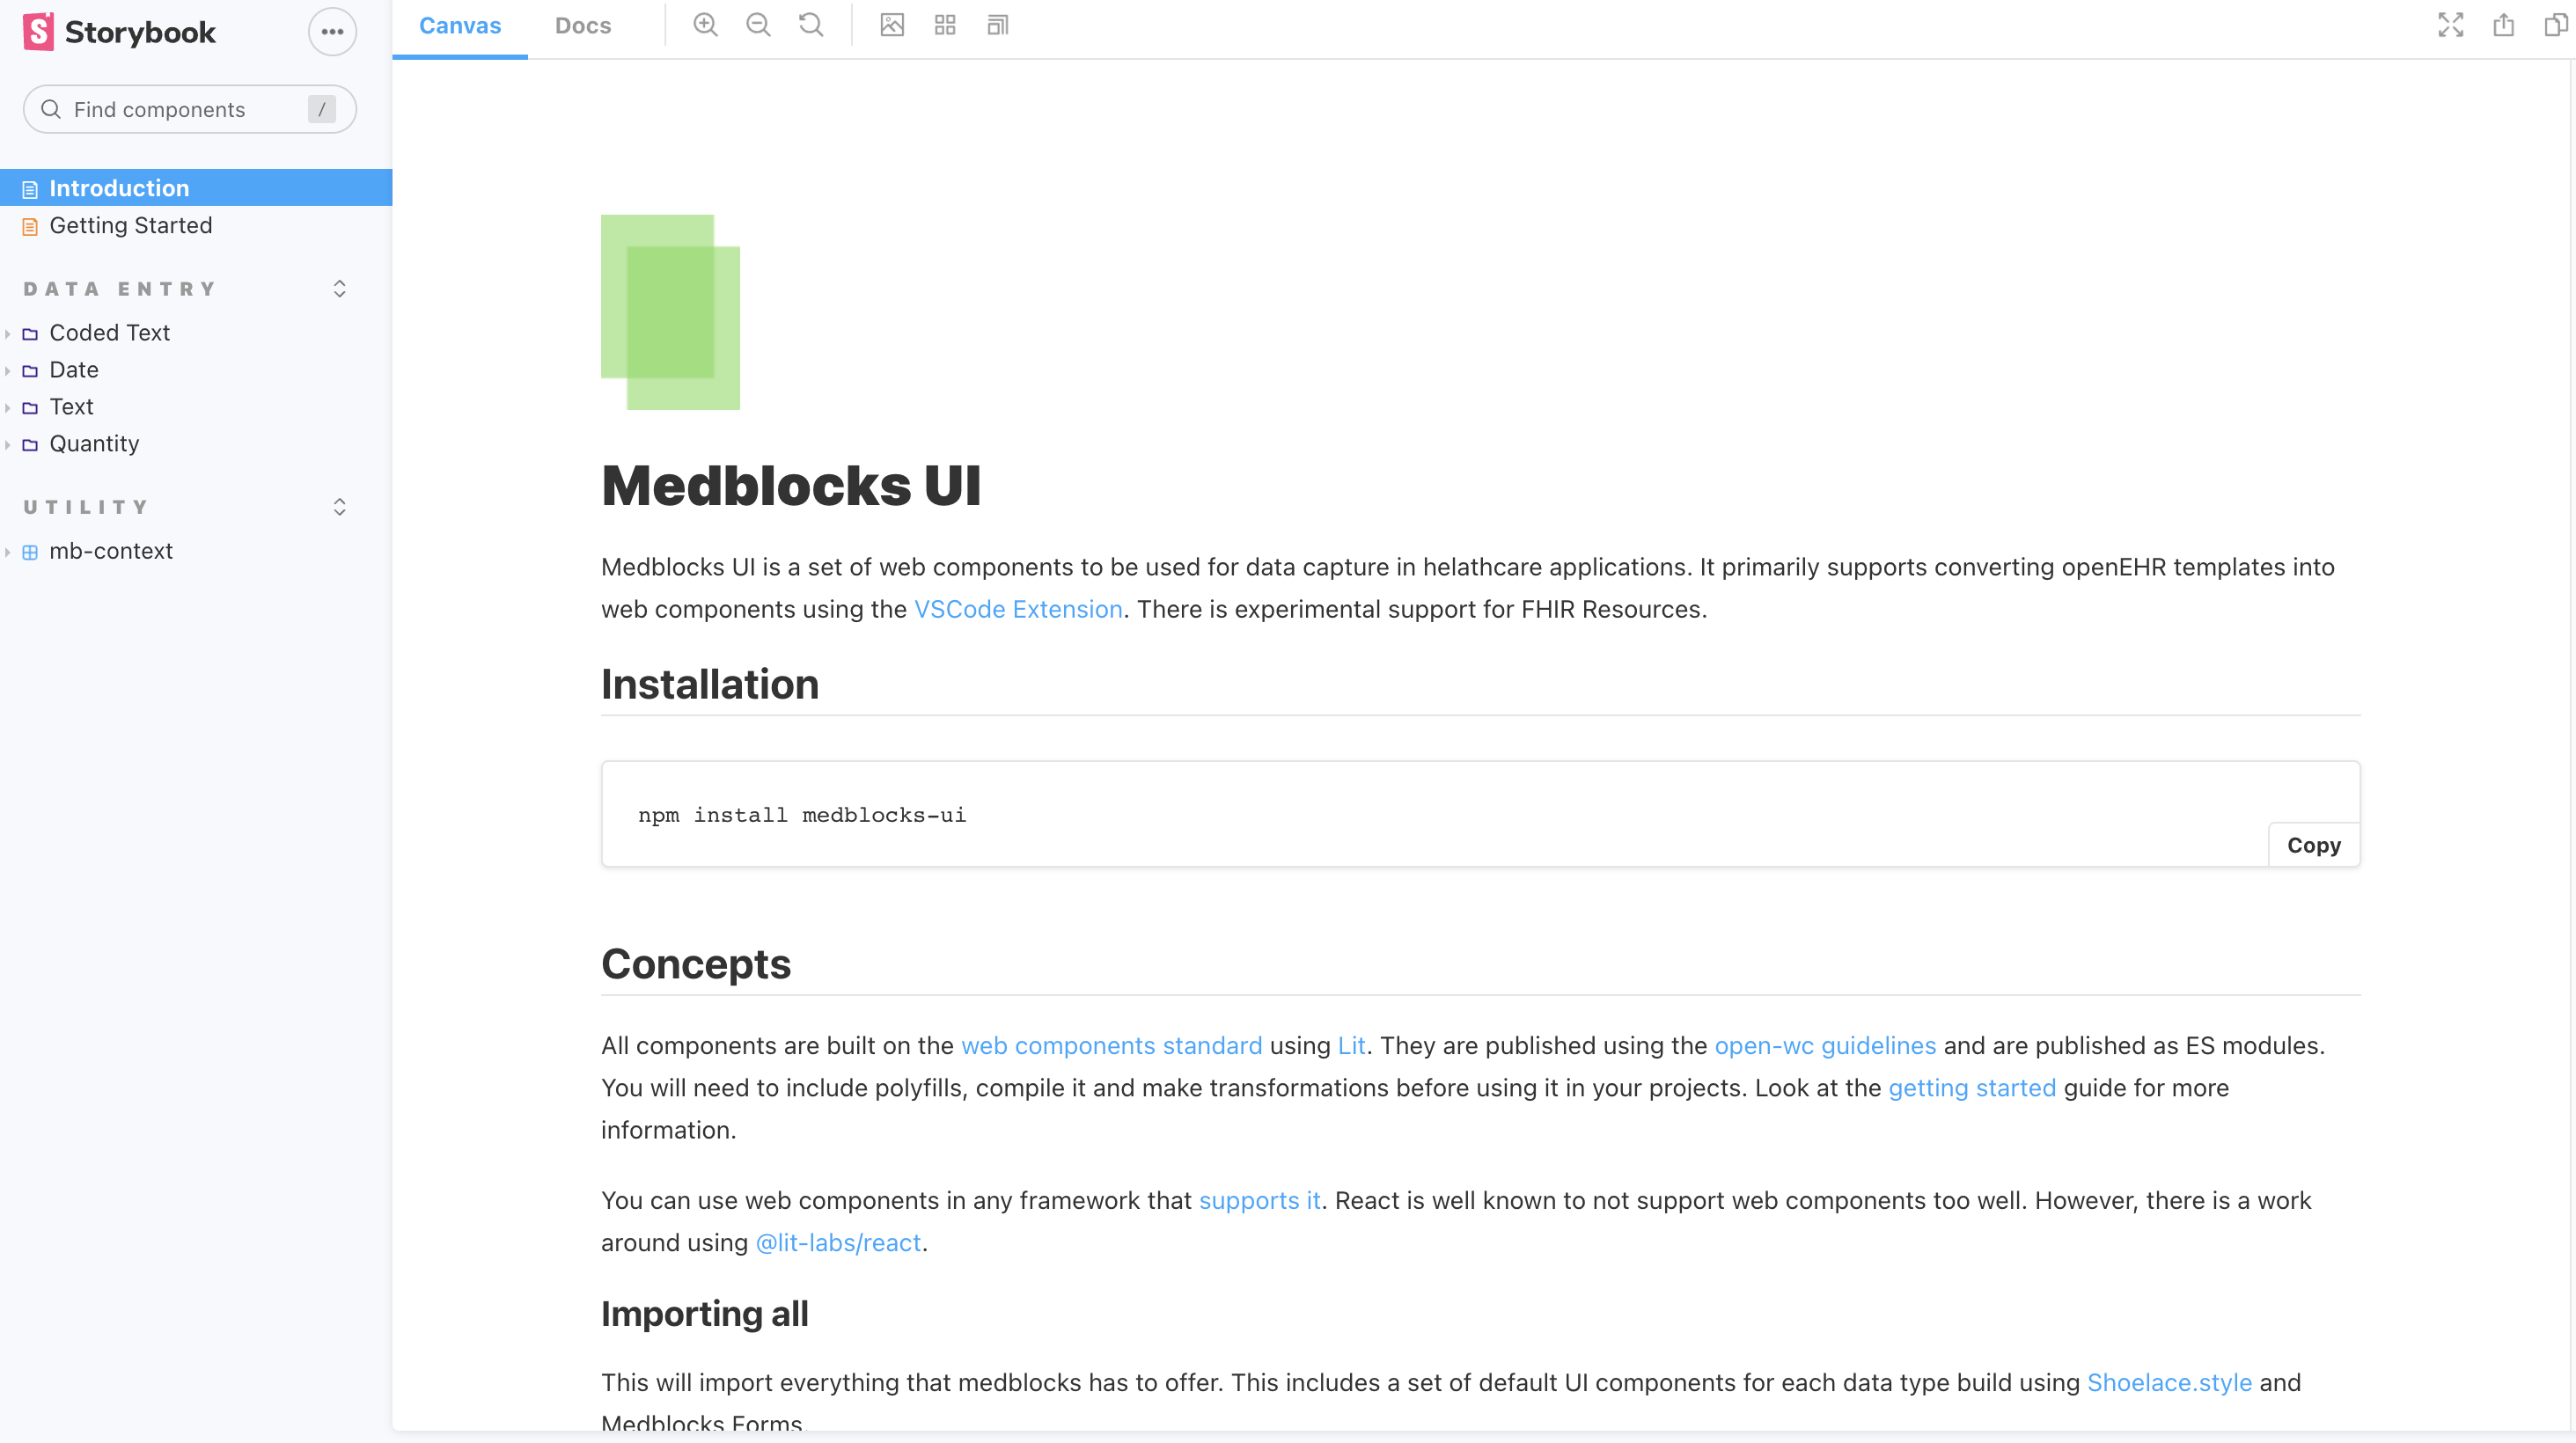 Storybook
Find components /
Introduction
Getting Started
DATA ENTRY
Coded Text
Date
Text
Quantity
UTILITY
mb-context
Canvas Docs
Medblocks UI
Medblocks UI is a set of web components to be used for data capture in helathcare applications. It primarily supports converting openEHR templates into
web components using the VSCode Extension. There is experimental support for FHIR Resources.
Installation
npm install medblocks-ui
Copy
Concepts
All components are built on the web components standard using Lit. They are published using the open-wc guidelines and are published as ES modules.
You will need to include polyfills, compile it and make transformations before using it in your projects. Look at the getting started guide for more
information.
You can use web components in any framework that supports it. React is well known to not support web components too well. However, there is a work
around using @lit-labs/react.
Importing all
This will import everything that medblocks has to offer. This includes a set of default UI components for each data type build using Shoelace.style and
Medblocks Forms.